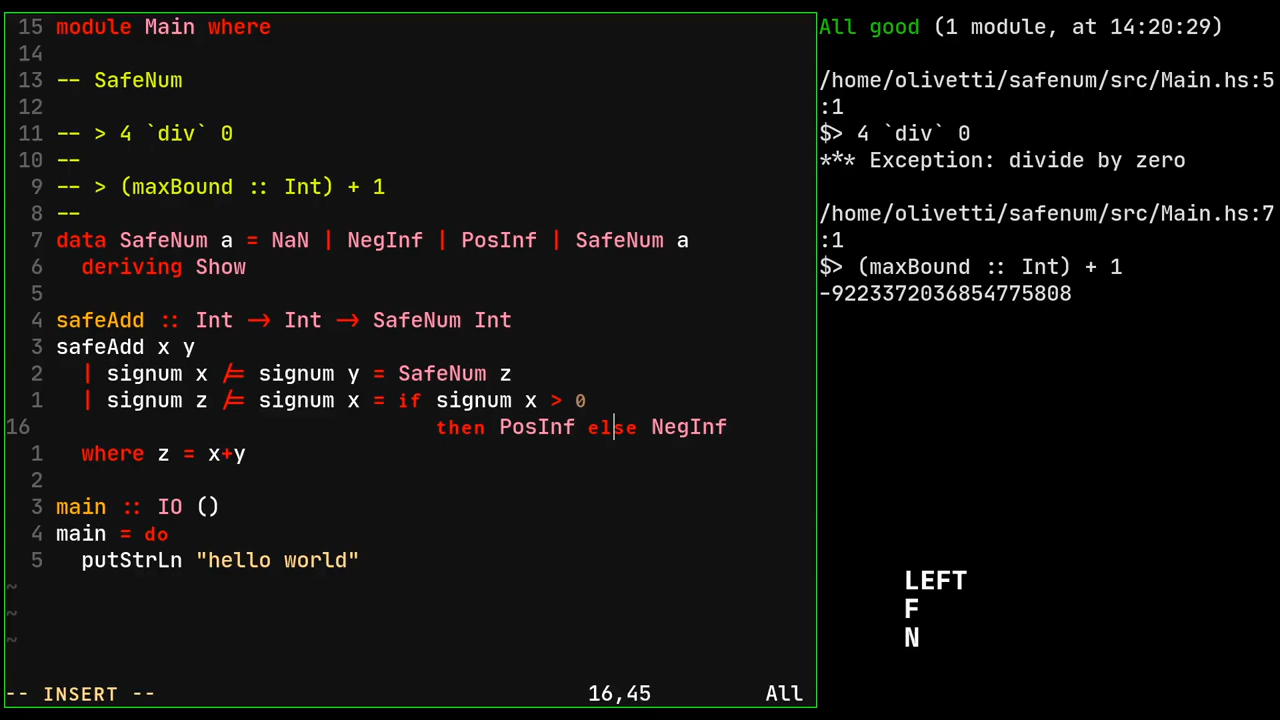 15 module Main where
14
13 -- SafeNum
12
11 -- > 4 `div` 0
10 --
9 -- > (maxBound :: Int) + 1
8 --
7 data SafeNum a = NaN | NegInf | PosInf | SafeNum a
6 deriving Show
5
4 safeAdd :: Int -> Int -> SafeNum Int
3 safeAdd x y
2 | signum x /= signum y = SafeNum z
1 | signum z /= signum x = if signum x > 0
16 then PosInf else NegInf
1 where z = x+y
2
3 main :: IO ()
4 main = do
5 putStrLn "hello world"
~
~
~
-- INSERT -- 16,45 All
All good (1 module, at 14:20:29)
/home/olivetti/safenum/src/Main.hs:5
:1
$> 4 `div` 0
*** Exception: divide by zero
/home/olivetti/safenum/src/Main.hs:7
:1
$> (maxBound :: Int) + 1
-9223372036854775808
LEFT
F
N